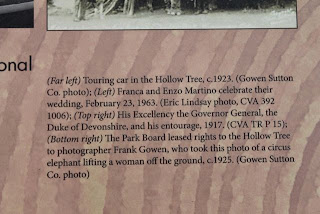 onal
(Far left) Touring car in the Hollow Tree, c.1923. (Gowen Sutton
Co. photo); (Left) Franca and Enzo Martino celebrate their
wedding, February 23, 1963. (Eric Lindsay photo, CVA 392
1006); (Top right) His Excellency the Governor General, the
Duke of Devonshire, and his entourage, 1917, (CVA TR P 15);
(Bottom right) The Park Board leased rights to the Hollow Tree
to photographer Frank Gowen, who took this photo of a circus
elephant lifting a woman off the ground, c.1925. (Gowen Sutton
Co. photo)